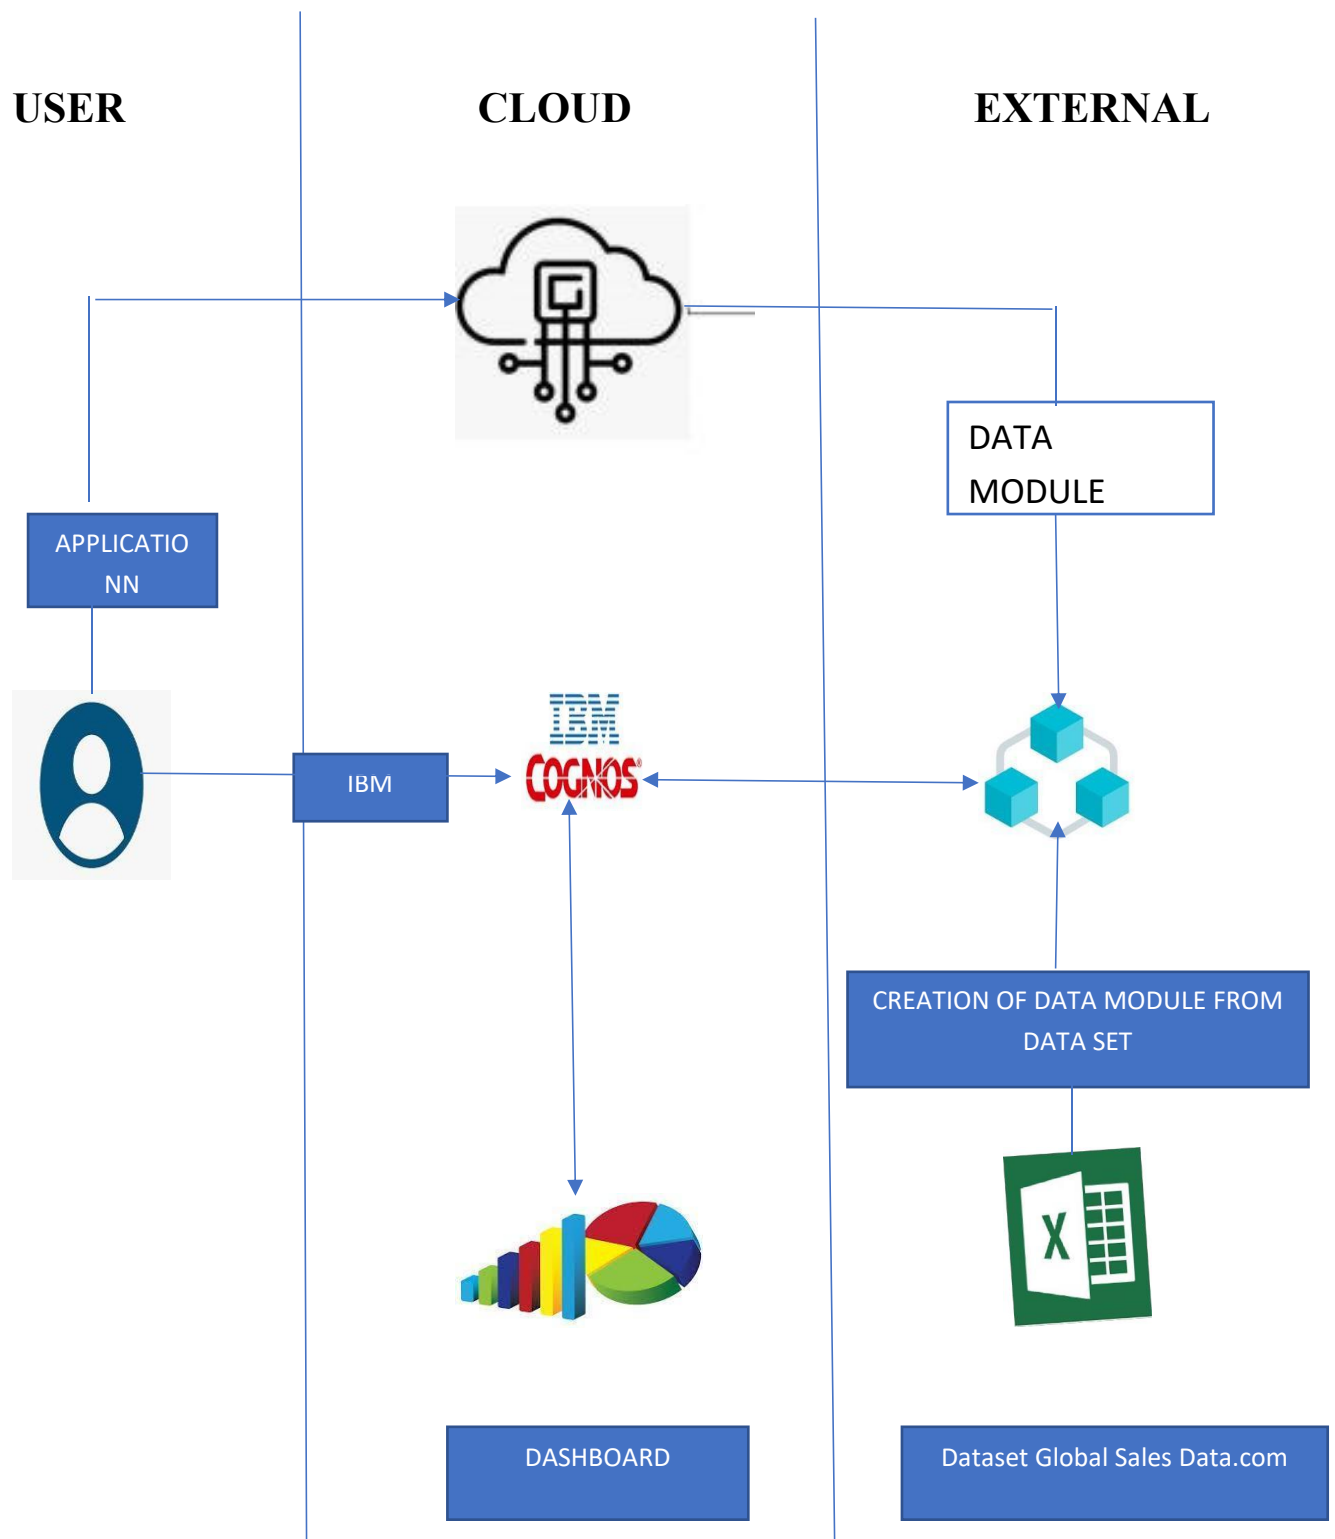 USER
CLOUD
EXTERNAL
DATA
MODULE
APPLICATIO
NN
IBM
IBM
COGNOS®
CREATION OF DATA MODULE FROM
DATA SET
X
DASHBOARD
Dataset Global Sales Data.com